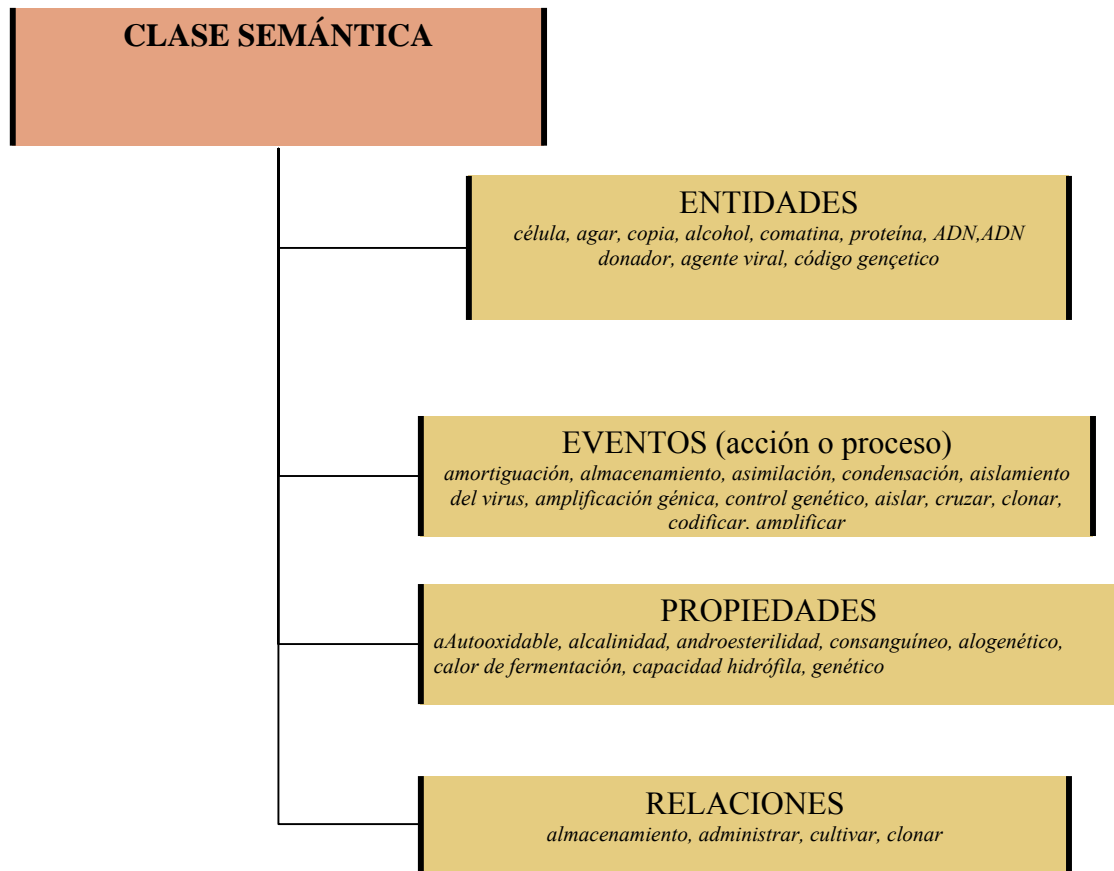 CLASE SEMÁNTICA
ENTIDADES
célula, agar, copia, alcohol, comatina, proteína, ADN,ADN
donador, agente viral, código gençetico
EVENTOS (acción o proceso)
amortiguación, almacenamiento, asimilación, condensación, aislamiento
del virus, amplificación génica, control genético, aislar, cruzar, clonar,
codificar, amplificar
PROPIEDADES
aAutooxidable, alcalinidad, androesterilidad, consanguíneo, alogenético,
calor de fermentación, capacidad hidrófila, genético
RELACIONES
almacenamiento, administrar, cultivar, clonar